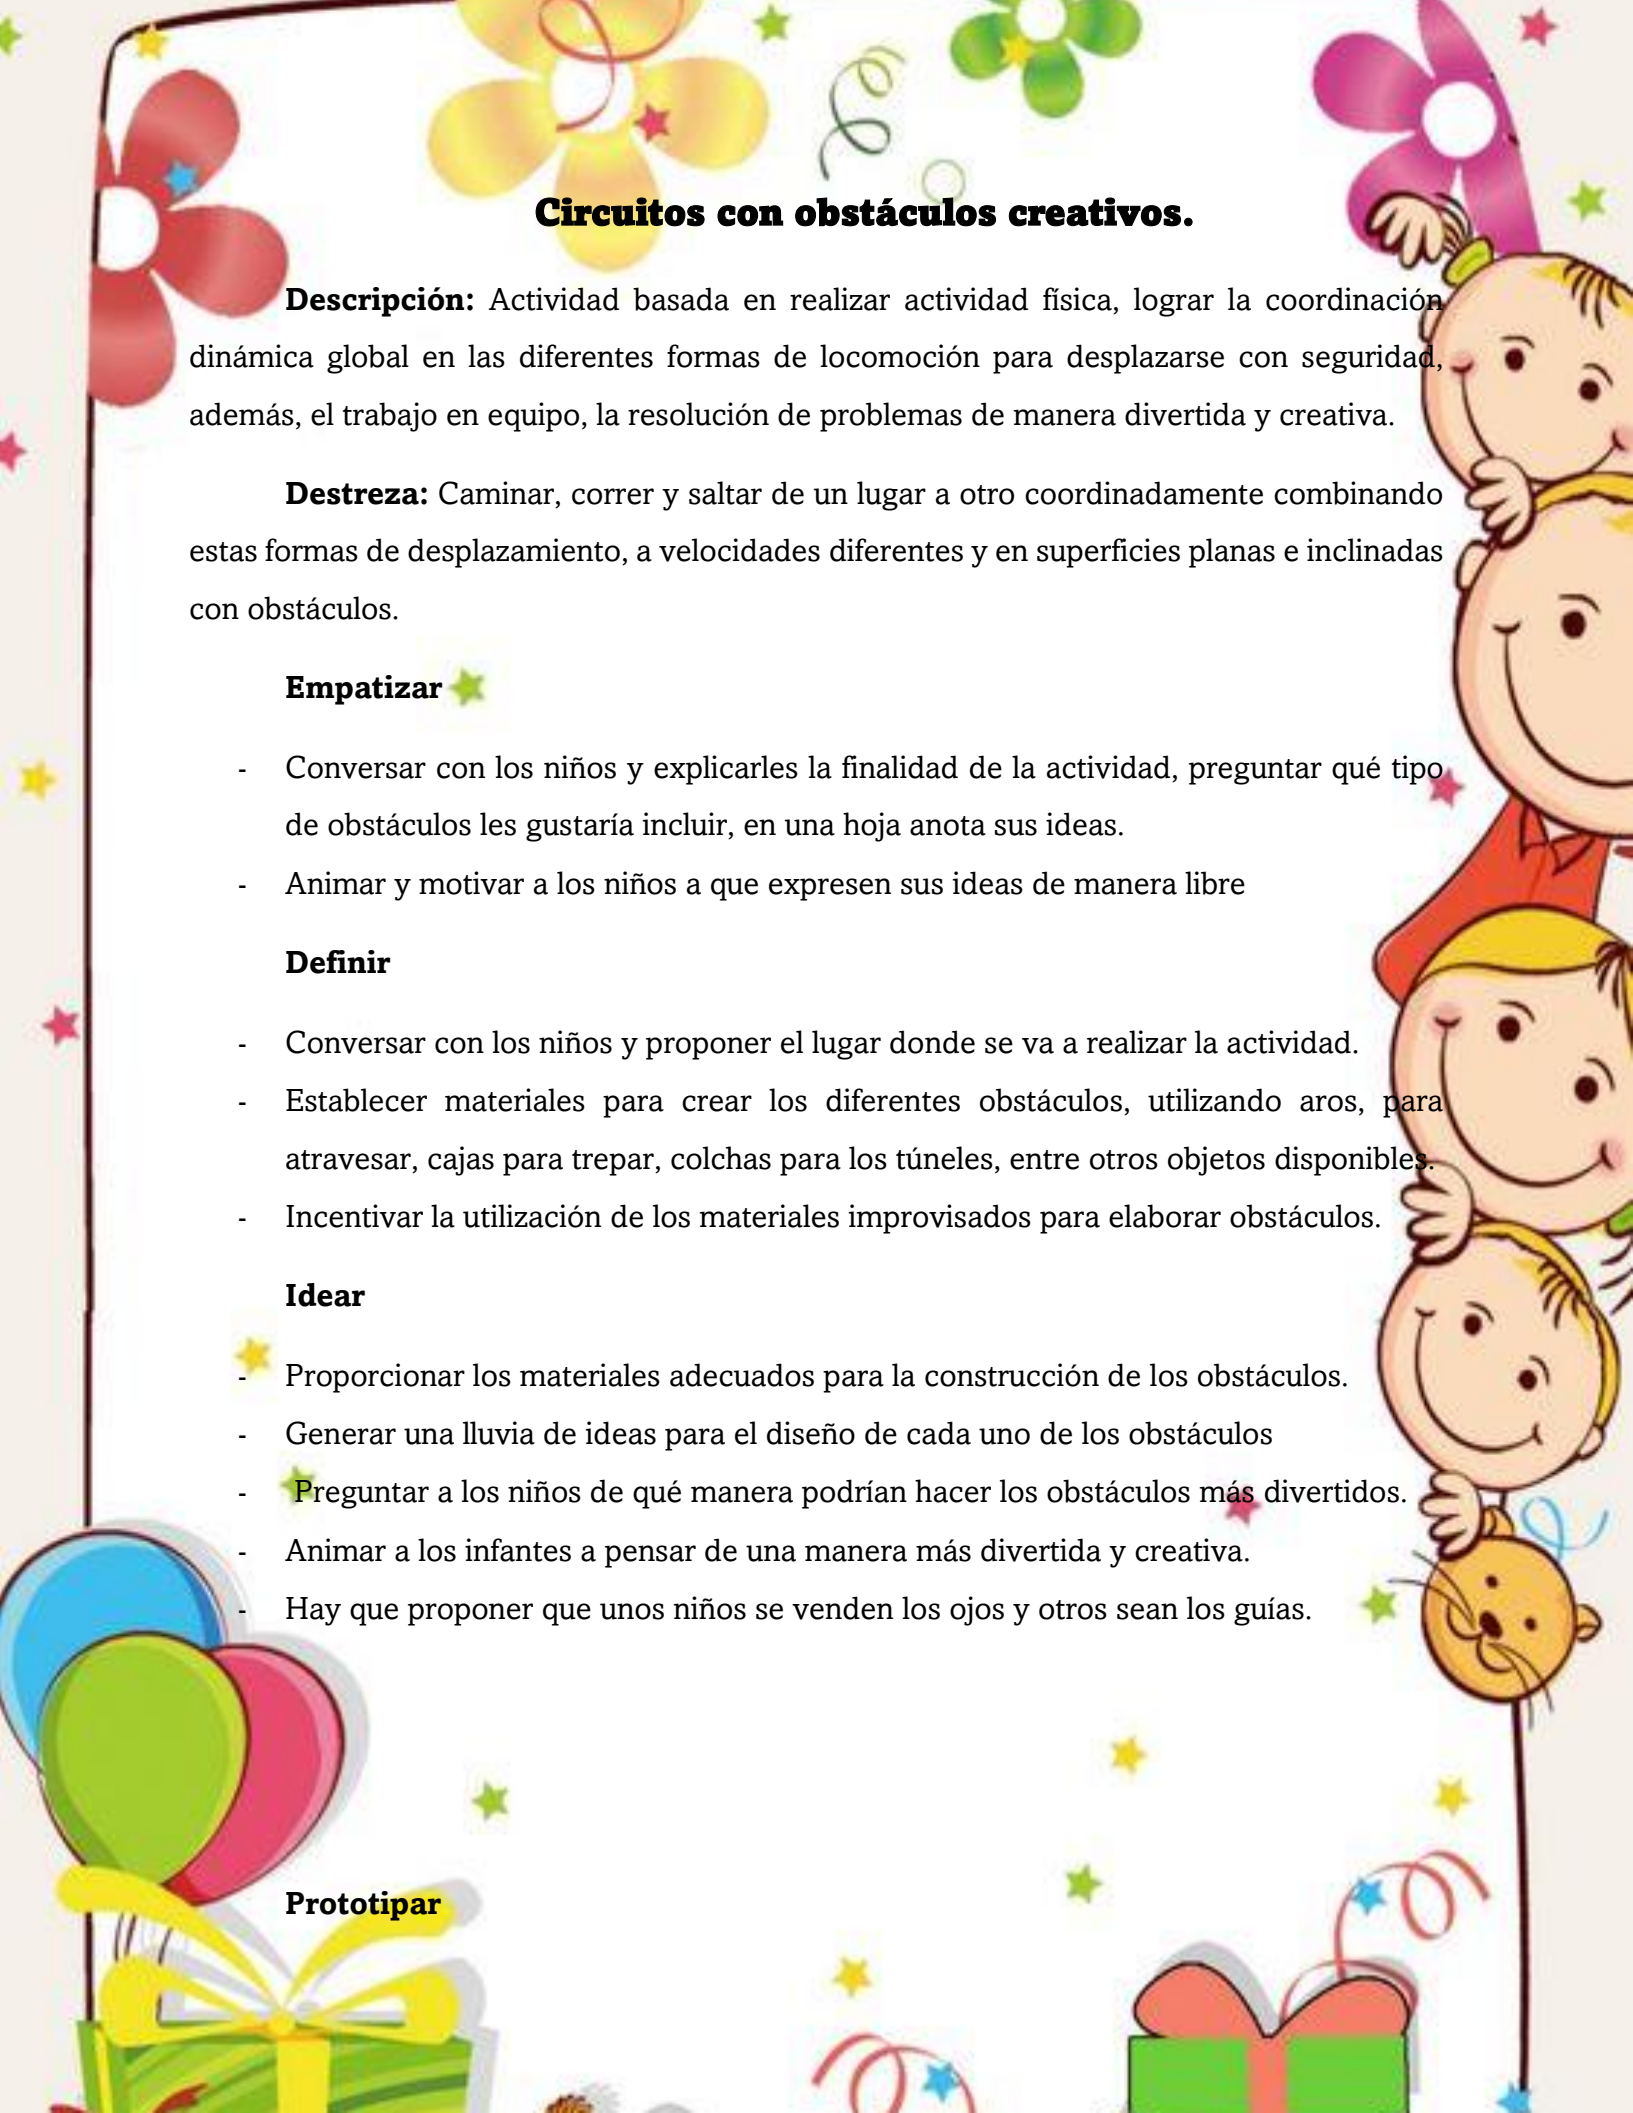 Circuitos con obstáculos creativos.
Descripción: Actividad basada en realizar actividad física, lograr la coordinación
dinámica global en las diferentes formas de locomoción para desplazarse con seguridad,
además, el trabajo en equipo, la resolución de problemas de manera divertida y creativa.
Destreza: Caminar, correr y saltar de un lugar a otro coordinadamente combinando
estas formas de desplazamiento, a velocidades diferentes y en superficies planas e inclinadas
con obstáculos.
Empatizar
- Conversar con los niños y explicarles la finalidad de la actividad, preguntar qué tipo
de obstáculos les gustaría incluir, en una hoja anota sus ideas.
- Animar y motivar a los niños a que expresen sus ideas de manera libre
Definir
- Conversar con los niños y proponer el lugar donde se va a realizar la actividad.
- Establecer materiales para crear los diferentes obstáculos, utilizando aros, para
atravesar, cajas para trepar, colchas para los túneles, entre otros objetos disponibles.
- Incentivar la utilización de los materiales improvisados para elaborar obstáculos.
Idear
- Proporcionar los materiales adecuados para la construcción de los obstáculos.
- Generar una lluvia de ideas para el diseño de cada uno de los obstáculos
- Preguntar a los niños de qué manera podrían hacer los obstáculos más divertidos.
- Animar a los infantes a pensar de una manera más divertida y creativa.
- Hay que proponer que unos niños se venden los ojos y otros sean los guías.
Prototipar